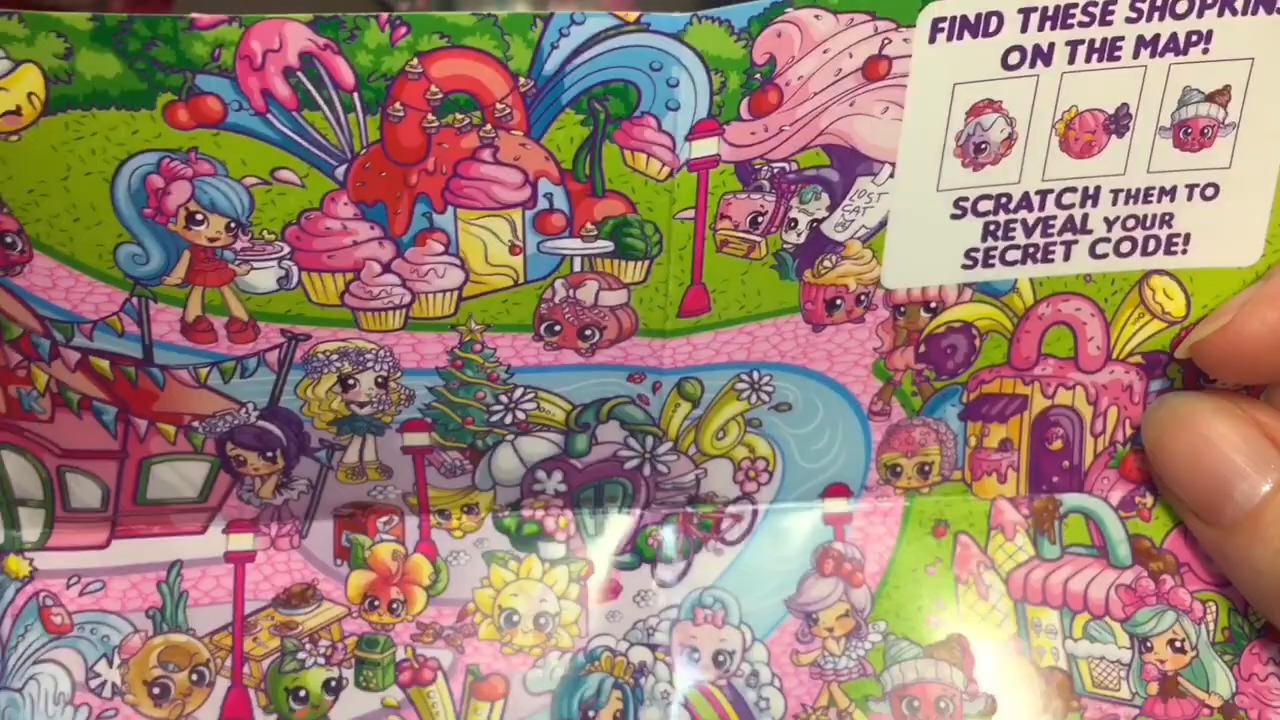 FIND THESE SHOPKIN
ON THE MAP!
SCRATCH THEM TO
REVEAL YOUR
SECRET CODE!
LOST
CAT